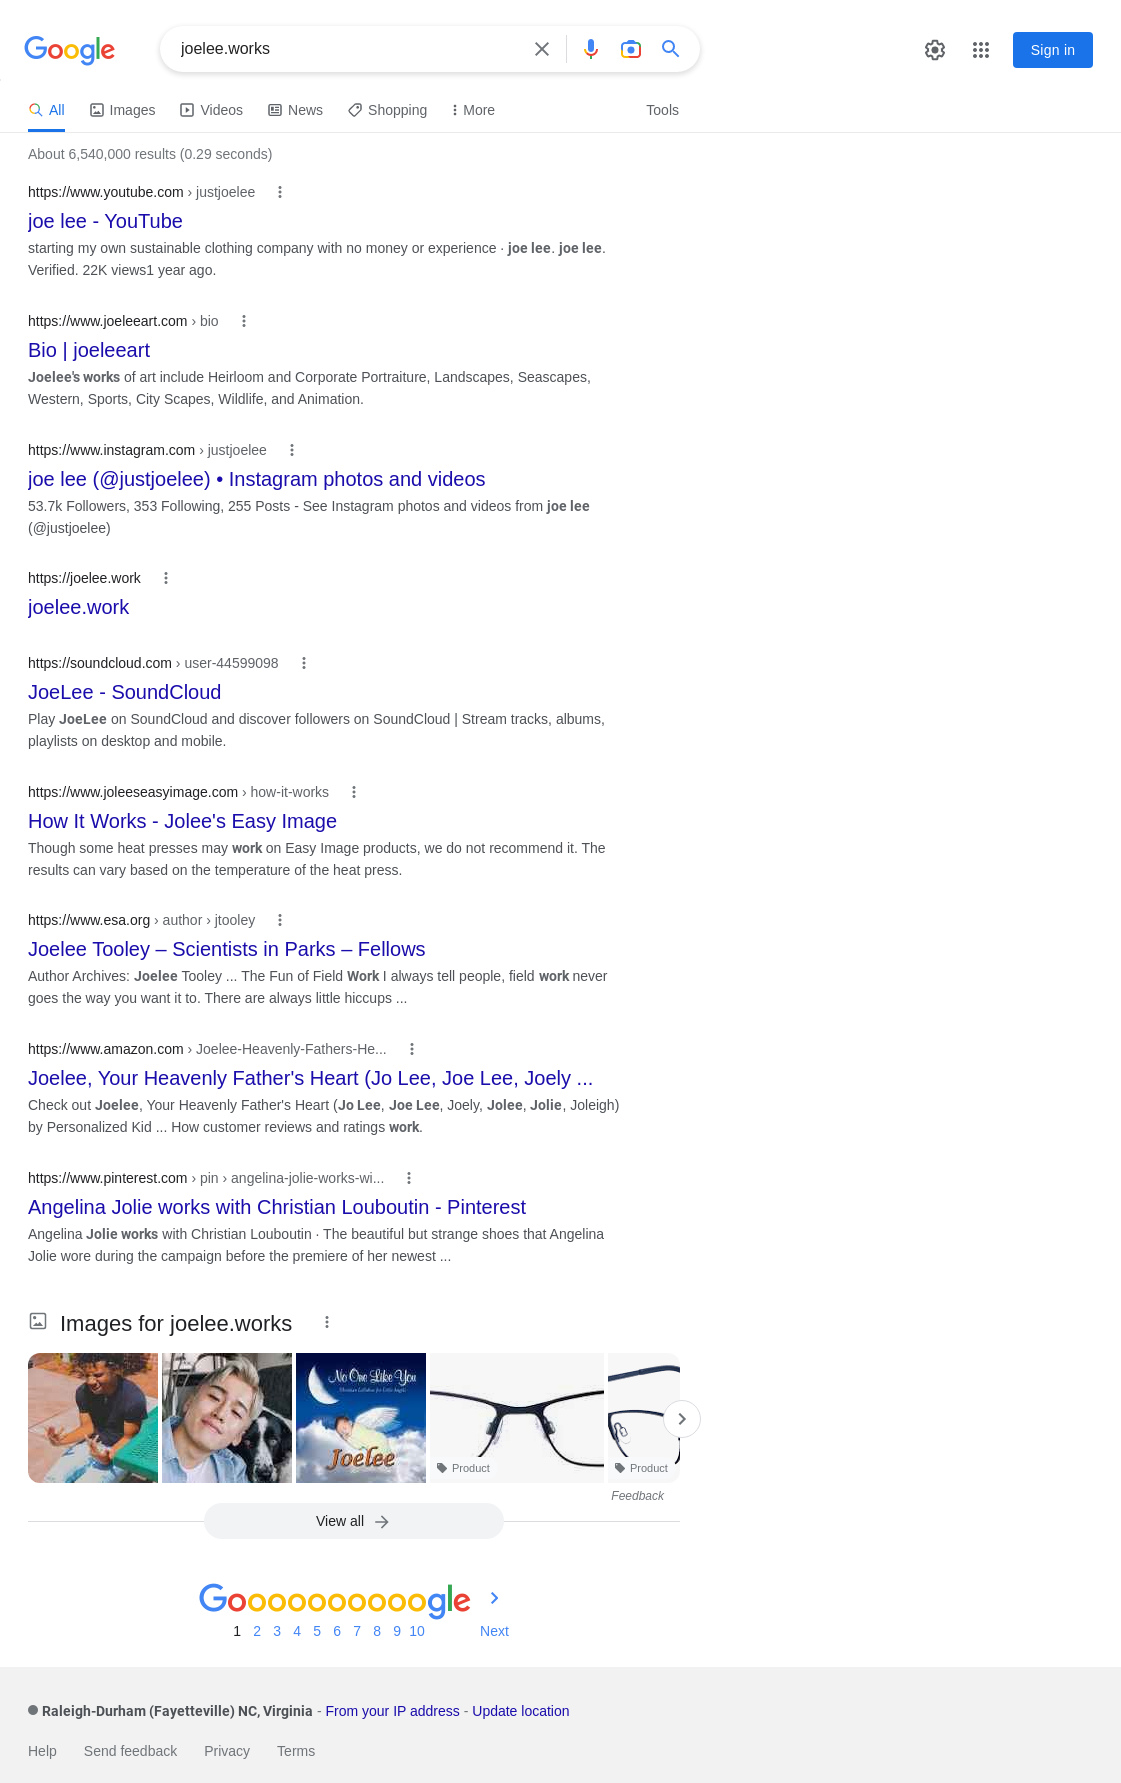 Google
joelee.works
Sign in
All Images Videos News Shopping More Tools
About 6,540,000 results (0.29 seconds)
https://www.youtube.com › justjoelee
joe lee - YouTube
starting my own sustainable clothing company with no money or experience · joe lee. joe lee.
Verified. 22K views1 year ago.
https://www.joeleeart.com › bio
Bio | joeleeart
Joelee's works of art include Heirloom and Corporate Portraiture, Landscapes, Seascapes,
Western, Sports, City Scapes, Wildlife, and Animation.
https://www.instagram.com › justjoelee
joe lee (@justjoelee) • Instagram photos and videos
53.7k Followers, 353 Following, 255 Posts - See Instagram photos and videos from joe lee
(@justjoelee)
https://joelee.work
joelee.work
https://soundcloud.com › user-44599098
JoeLee - SoundCloud
Play JoeLee on SoundCloud and discover followers on SoundCloud | Stream tracks, albums,
playlists on desktop and mobile.
https://www.joleeseasyimage.com › how-it-works
How It Works - Jolee's Easy Image
Though some heat presses may work on Easy Image products, we do not recommend it. The
results can vary based on the temperature of the heat press.
https://www.esa.org › author › jtooley
Joelee Tooley – Scientists in Parks – Fellows
Author Archives: Joelee Tooley ... The Fun of Field Work I always tell people, field work never
goes the way you want it to. There are always little hiccups ...
https://www.amazon.com › Joelee-Heavenly-Fathers-He...
Joelee, Your Heavenly Father's Heart (Jo Lee, Joe Lee, Joely ...
Check out Joelee, Your Heavenly Father's Heart (Jo Lee, Joe Lee, Joely, Jolee, Jolie, Joleigh)
by Personalized Kid ... How customer reviews and ratings work.
https://www.pinterest.com › pin › angelina-jolie-works-wi...
Angelina Jolie works with Christian Louboutin - Pinterest
Angelina Jolie works with Christian Louboutin · The beautiful but strange shoes that Angelina
Jolie wore during the campaign before the premiere of her newest ...
Images for joelee.works
No One Like You
Christian Lullabies for Little Angels
Joelee
Product
Product
Feedback
View all
Goooooooooogle
1 2 3 4 5 6 7 8 9 10 Next
Raleigh-Durham (Fayetteville) NC, Virginia - From your IP address - Update location
Help Send feedback Privacy Terms